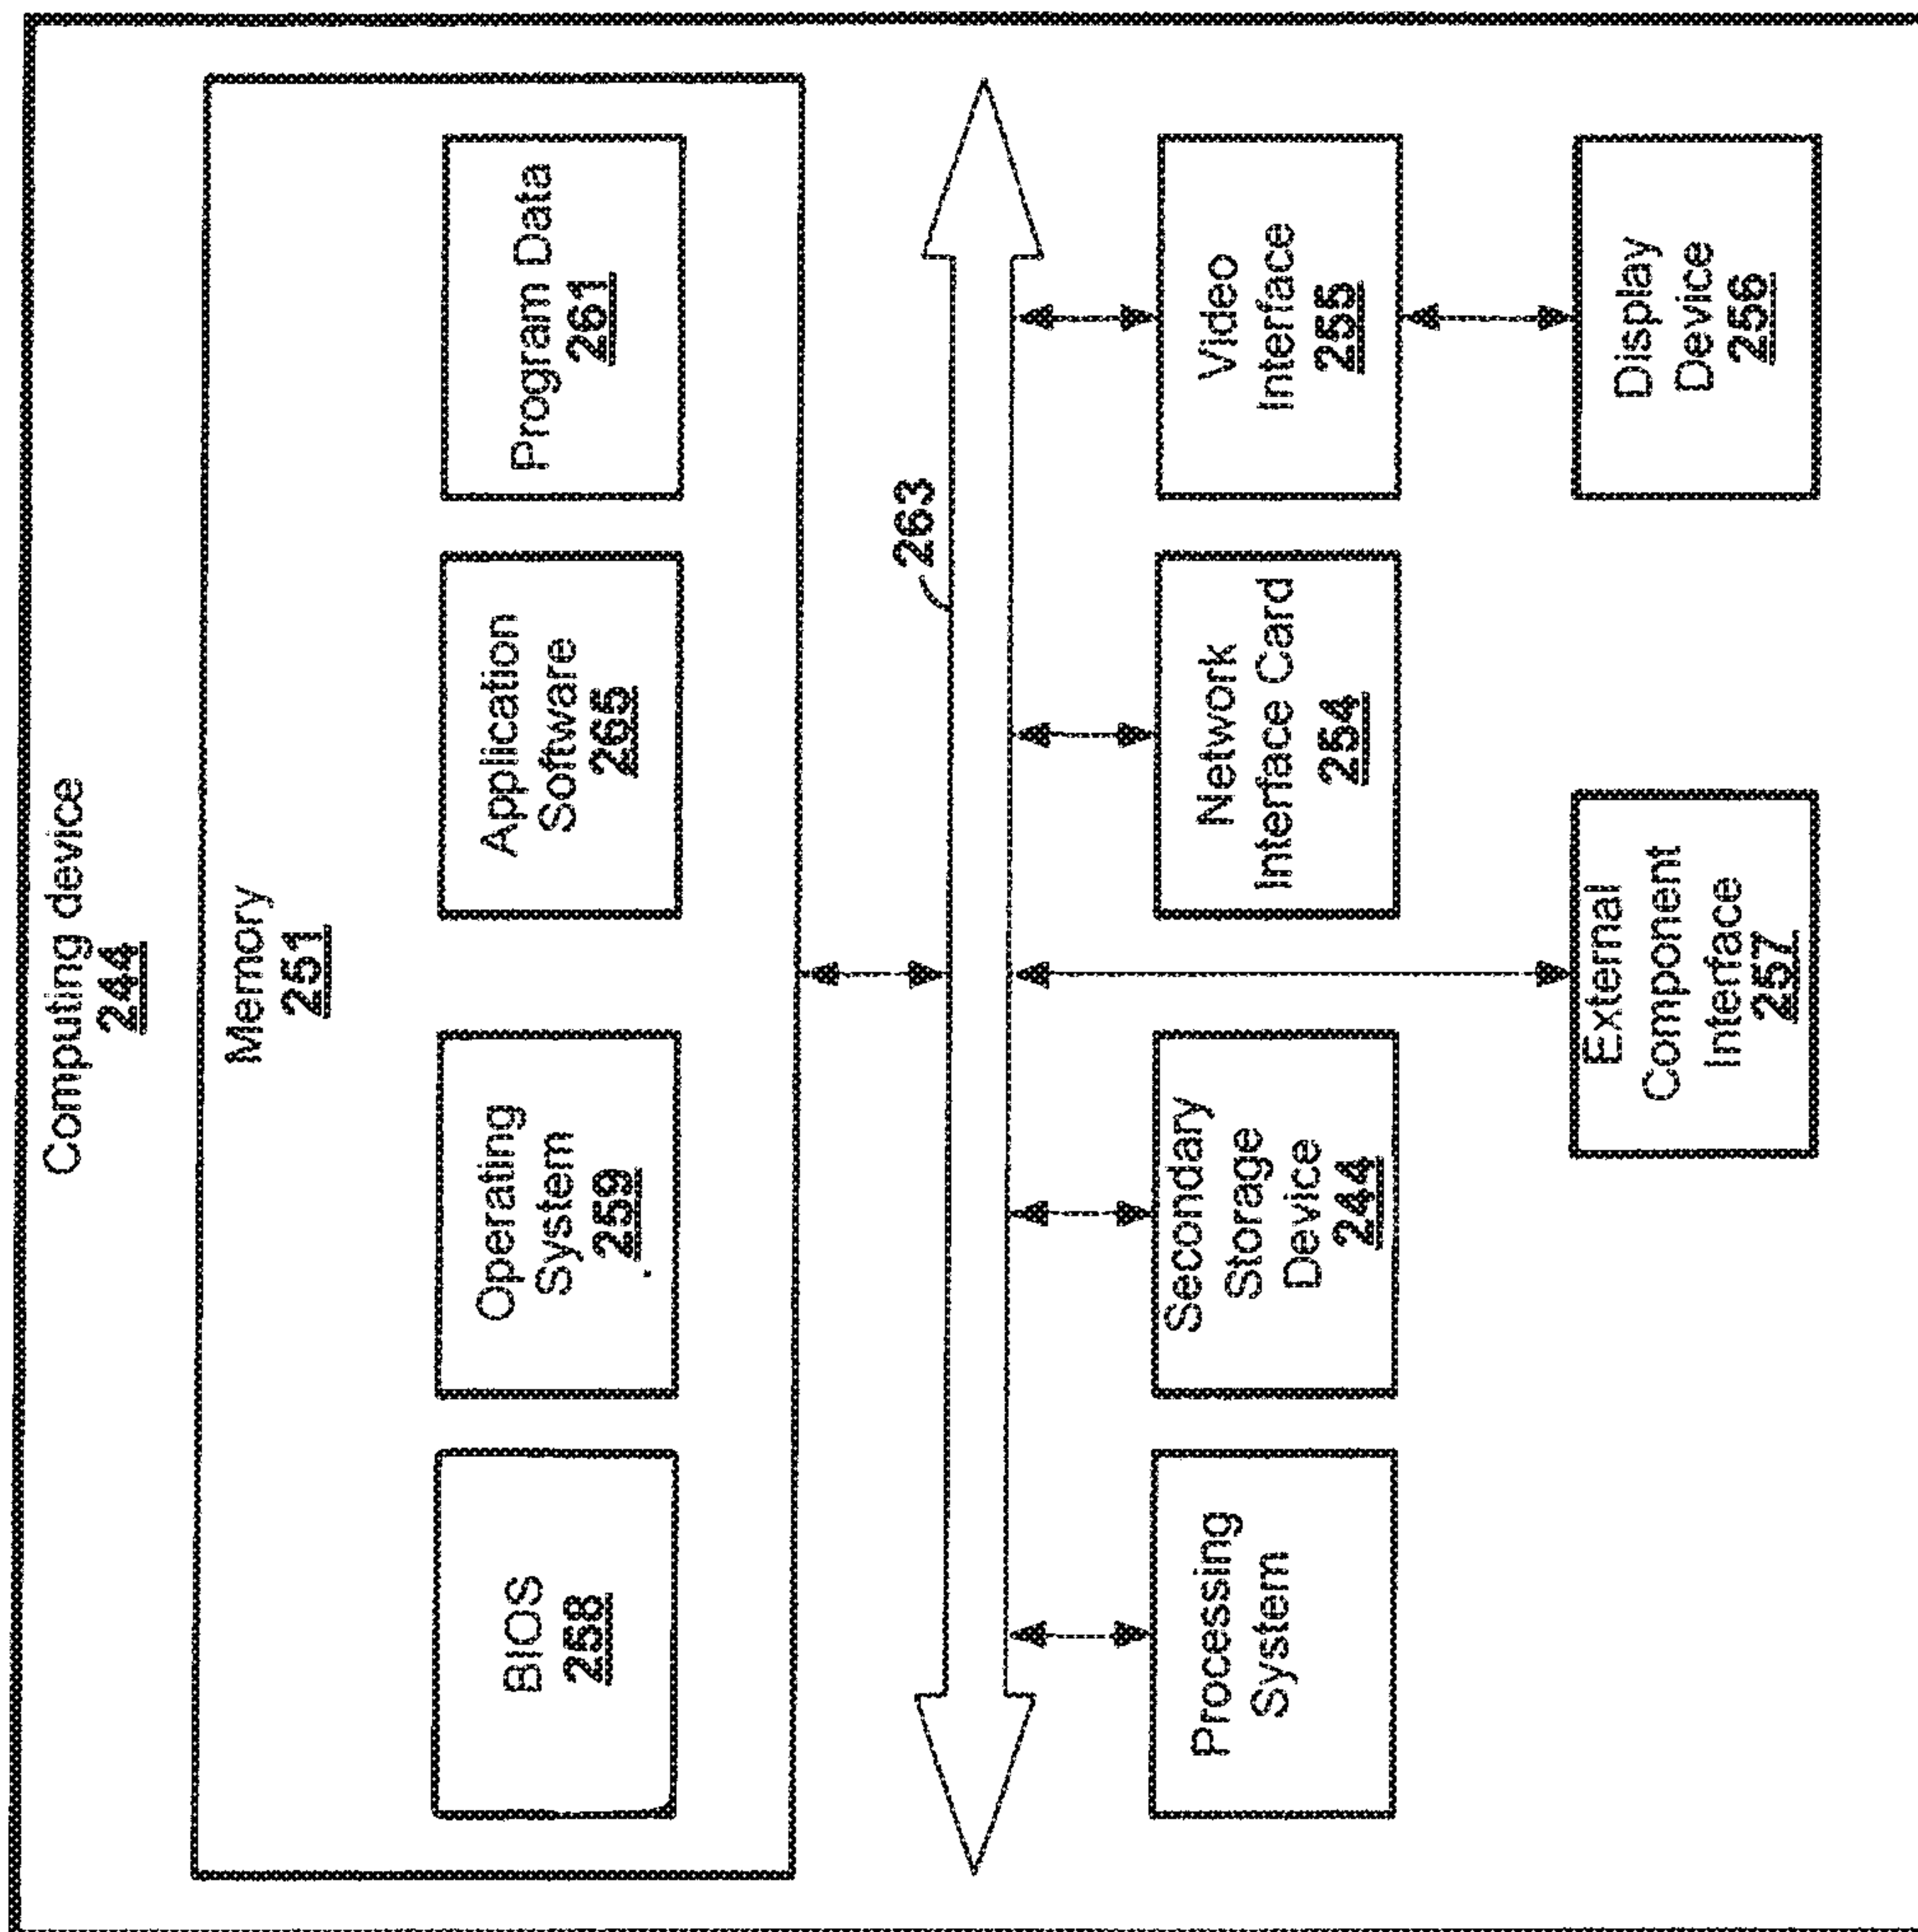 Computing device
244
Memory
251
BIOS
258
Operating
System
259
Application
Software
265
Program Data
261
263
Processing
System
Secondary
Storage
Device
244
Network
Interface Card
254
Video
Interface
255
External
Component
Interface
257
Display
Device
256